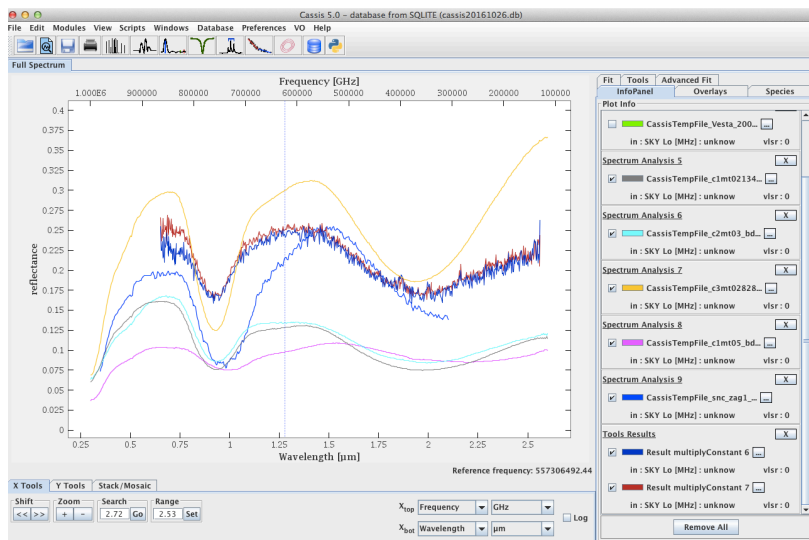 Cassis 5.0 - database from SQLITE (cassis20161026.db)
File Edit Modules View Scripts Windows Database Preferences VO Help
Full Spectrum
Frequency [GHz]
1.000E6 900000 800000 700000 600000 500000 400000 300000 200000 100000
0.4
0.375
0.35
0.325
0.3
0.275
0.25
0.225
0.2
0.175
0.15
0.125
0.1
0.075
0.05
0.025
0
reflectance
0.25 0.5 0.75 1 1.25 1.5 1.75 2 2.25 2.5
Wavelength [μm]
Reference frequency: 557306492.44
X Tools Y Tools Stack/Mosaic
Shift Zoom Search Range
<< >> + - 2.72 Go 2.53 Set
Xtop Frequency GHz
Xbot Wavelength μm
Log
Fit Tools Advanced Fit
InfoPanel Overlays Species
Plot Info
CassisTempFile_Vesta_200... ...
in : SKY Lo [MHz] : unknow vlsr : 0
Spectrum Analysis 5 X
CassisTempFile_c1mt02134... ...
in : SKY Lo [MHz] : unknow vlsr : 0
Spectrum Analysis 6 X
CassisTempFile_c2mt03_bd... ...
in : SKY Lo [MHz] : unknow vlsr : 0
Spectrum Analysis 7 X
CassisTempFile_c3mt02828... ...
in : SKY Lo [MHz] : unknow vlsr : 0
Spectrum Analysis 8 X
CassisTempFile_c1mt05_bd... ...
in : SKY Lo [MHz] : unknow vlsr : 0
Spectrum Analysis 9 X
CassisTempFile_snc_zag1_... ...
in : SKY Lo [MHz] : unknow vlsr : 0
Tools Results X
Result multiplyConstant 6 ...
in : SKY Lo [MHz] : unknow vlsr : 0
Result multiplyConstant 7 ...
in : SKY Lo [MHz] : unknow vlsr : 0
Remove All